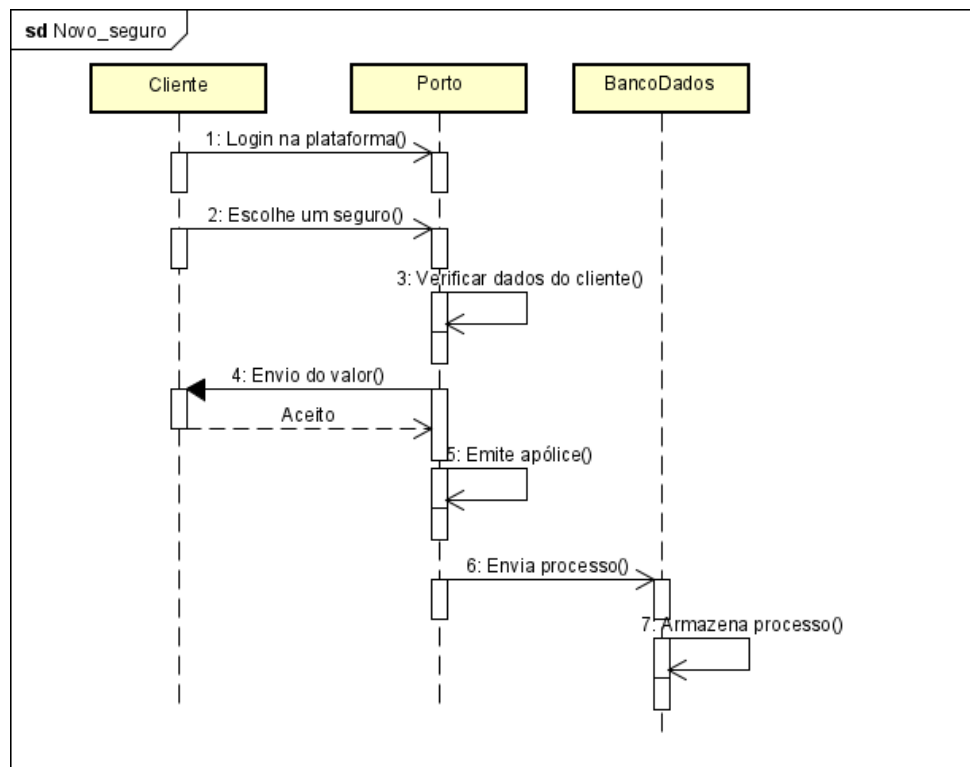 sd Novo_seguro
Cliente
Porto
BancoDados
1: Login na plataforma()
2: Escolhe um seguro()
3: Verificar dados do cliente()
4: Envio do valor()
Aceito
5: Emite apólice()
6: Envia processo()
7: Armazena processo()